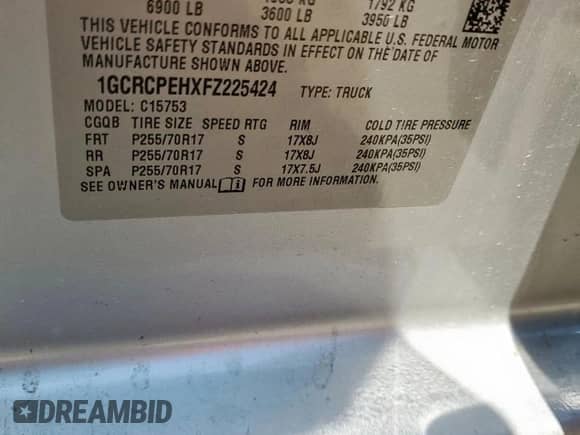 6900 LB 3600 LB 3950 LB
THIS VEHICLE CONFORMS TO ALL APPLICABLE U.S. FEDERAL MOTOR
VEHICLE SAFETY STANDARDS IN EFFECT ON THE DATE OF
MANUFACTURE SHOWN ABOVE.
1GCRCPEHXFZ225424 TYPE: TRUCK
MODEL: C15753
CGQB TIRE SIZE SPEED RTG RIM COLD TIRE PRESSURE
FRT P255/70R17 S 17X8J 240KPA(35PSI)
RR P255/70R17 S 17X8J 240KPA(35PSI)
SPA P255/70R17 S 17X7.5J 240KPA(35PSI)
SEE OWNER'S MANUAL FOR MORE INFORMATION.
DREAMBID